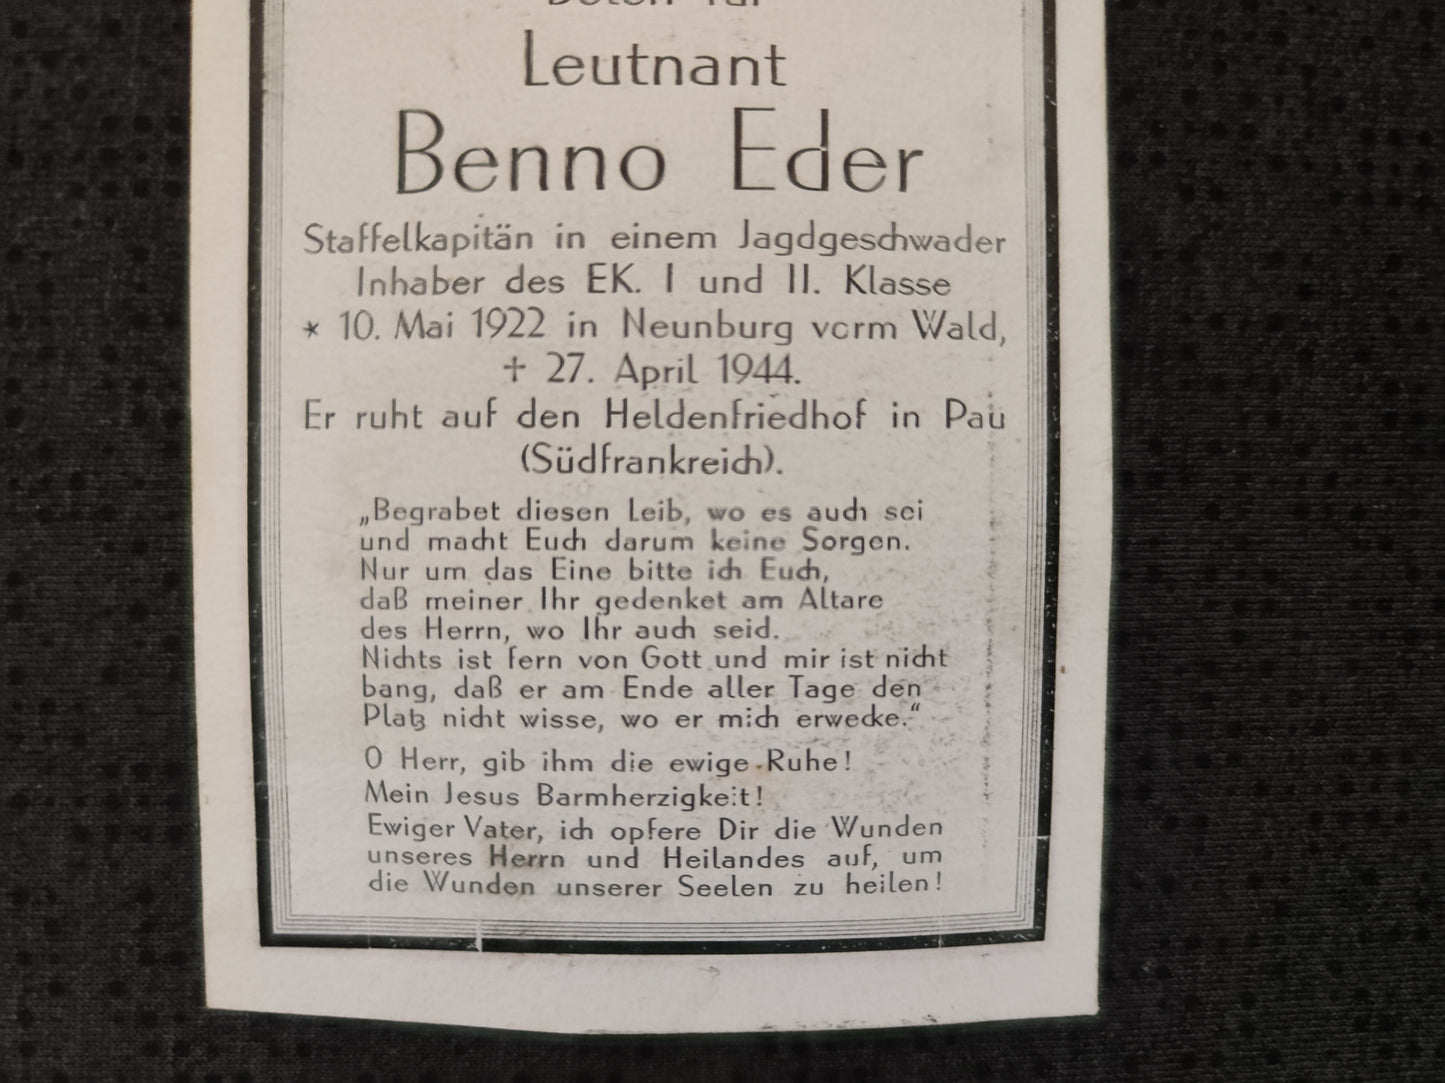 Beten für
Leutnant
Benno Eder
Staffelkapitän in einem Jagdgeschwader
Inhaber des EK. I und II. Klasse
* 10. Mai 1922 in Neunburg vorm Wald,
† 27. April 1944.
Er ruht auf den Heldenfriedhof in Pau
(Südfrankreich).
„Begrabet diesen Leib, wo es auch sei
und macht Euch darum keine Sorgen.
Nur um das Eine bitte ich Euch,
daß meiner Ihr gedenket am Altare
des Herrn, wo Ihr auch seid.
Nichts ist fern von Gott und mir ist nicht
bang, daß er am Ende aller Tage den
Platz nicht wisse, wo er mich erwecke.“
O Herr, gib ihm die ewige Ruhe!
Mein Jesus Barmherzigkeit!
Ewiger Vater, ich opfere Dir die Wunden
unseres Herrn und Heilandes auf, um
die Wunden unserer Seelen zu heilen!